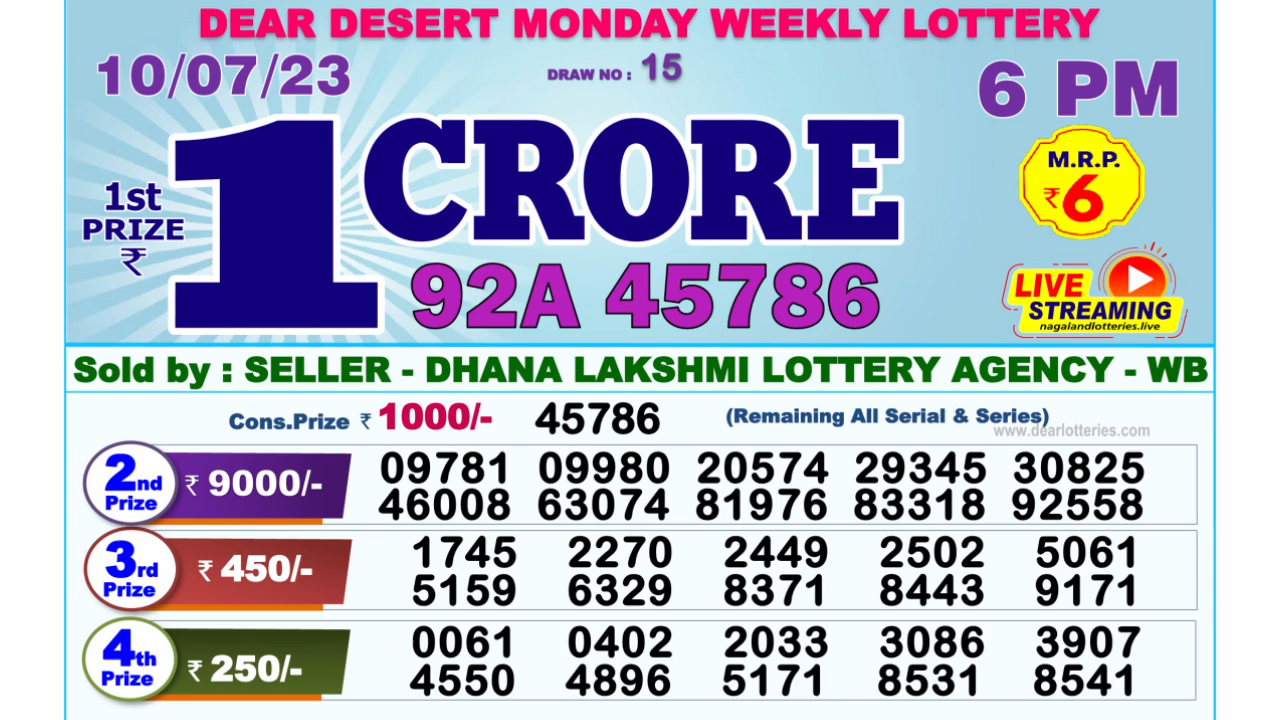 DEAR DESERT MONDAY WEEKLY LOTTERY
10/07/23
DRAW NO : 15
6 PM
1st
PRIZE
₹
1 CRORE
92A 45786
M.R.P.
₹ 6
LIVE
STREAMING
nagalandlotteries.live
Sold by : SELLER - DHANA LAKSHMI LOTTERY AGENCY - WB
Cons.Prize ₹ 1000/- 45786 (Remaining All Serial & Series)
www.dearlotteries.com
2nd Prize ₹ 9000/-
09781 09980 20574 29345 30825
46008 63074 81976 83318 92558
3rd Prize ₹ 450/-
1745 2270 2449 2502 5061
5159 6329 8371 8443 9171
4th Prize ₹ 250/-
0061 0402 2033 3086 3907
4550 4896 5171 8531 8541